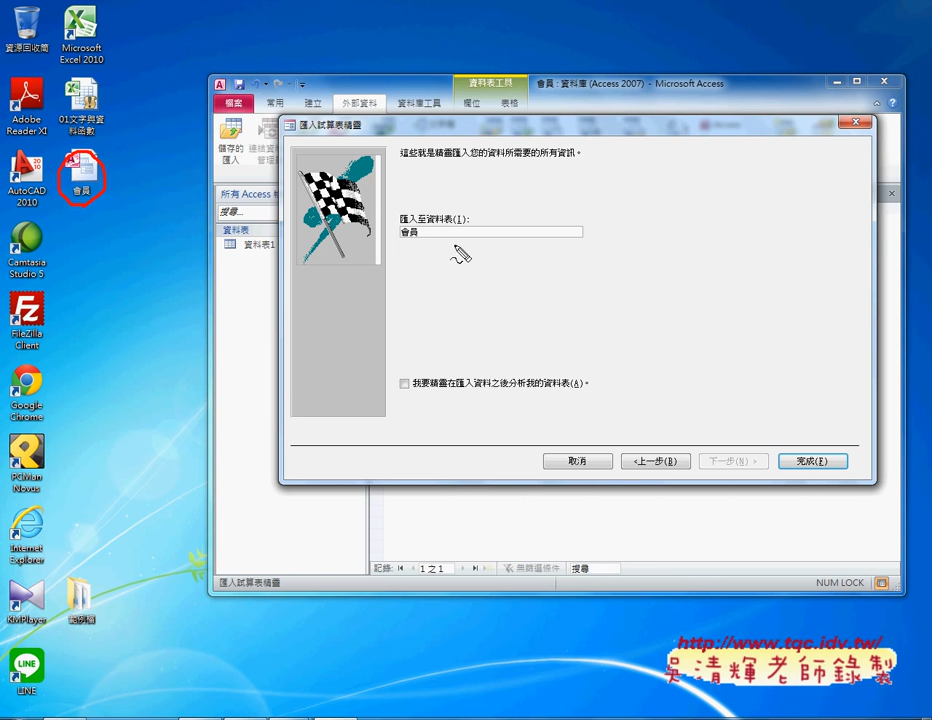 資源回收筒
Microsoft
Excel 2010
Adobe
Reader XI
01文字與資
料函數
AutoCAD
2010
會員
Camtasia
Studio 5
FileZilla
Client
Google
Chrome
PCMan
Novus
Internet
Explorer
KMPlayer
範例檔
LINE
資料表工具
會員 : 資料庫 (Access 2007) - Microsoft Access
檔案
常用
建立
外部資料
資料庫工具
欄位
表格
儲存的
匯入
所有 Access
搜尋...
資料表
資料表1
匯入試算表精靈
這些就是精靈匯入您的資料所需要的所有資訊。
匯入至資料表(I):
會員
我要精靈在匯入資料之後分析我的資料表(A)。
取消
<上一步(B)
下一步(N) >
完成(F)
記錄:
1 之 1
無篩選條件
搜尋
匯入試算表精靈
NUM LOCK
http://www.tqc.idv.tw/
吳清輝老師錄製